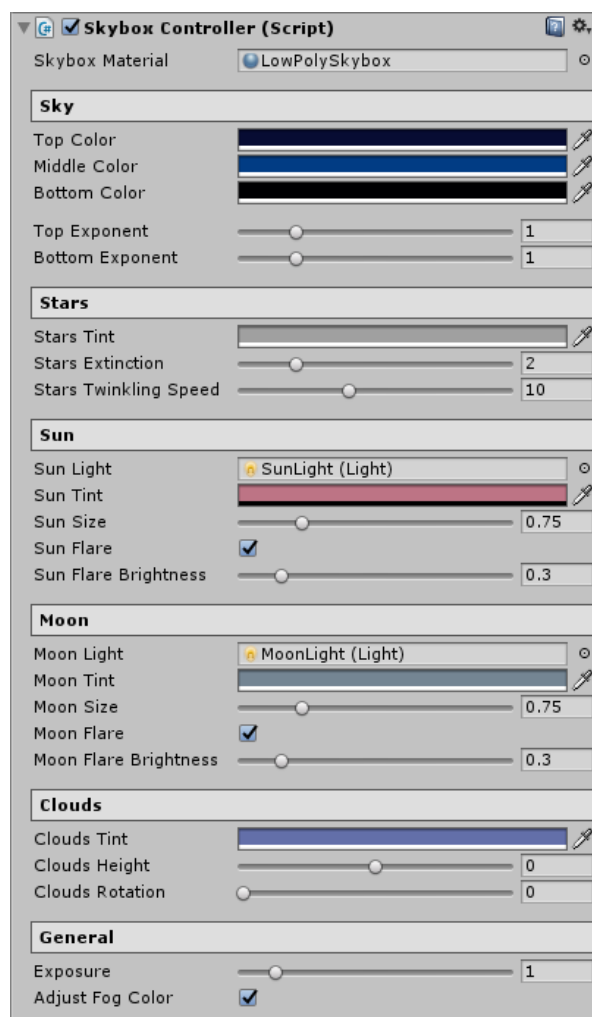 Skybox Controller (Script)
Skybox Material LowPolySkybox
Sky
Top Color
Middle Color
Bottom Color
Top Exponent 1
Bottom Exponent 1
Stars
Stars Tint
Stars Extinction 2
Stars Twinkling Speed 10
Sun
Sun Light SunLight (Light)
Sun Tint
Sun Size 0.75
Sun Flare
Sun Flare Brightness 0.3
Moon
Moon Light MoonLight (Light)
Moon Tint
Moon Size 0.75
Moon Flare
Moon Flare Brightness 0.3
Clouds
Clouds Tint
Clouds Height 0
Clouds Rotation 0
General
Exposure 1
Adjust Fog Color